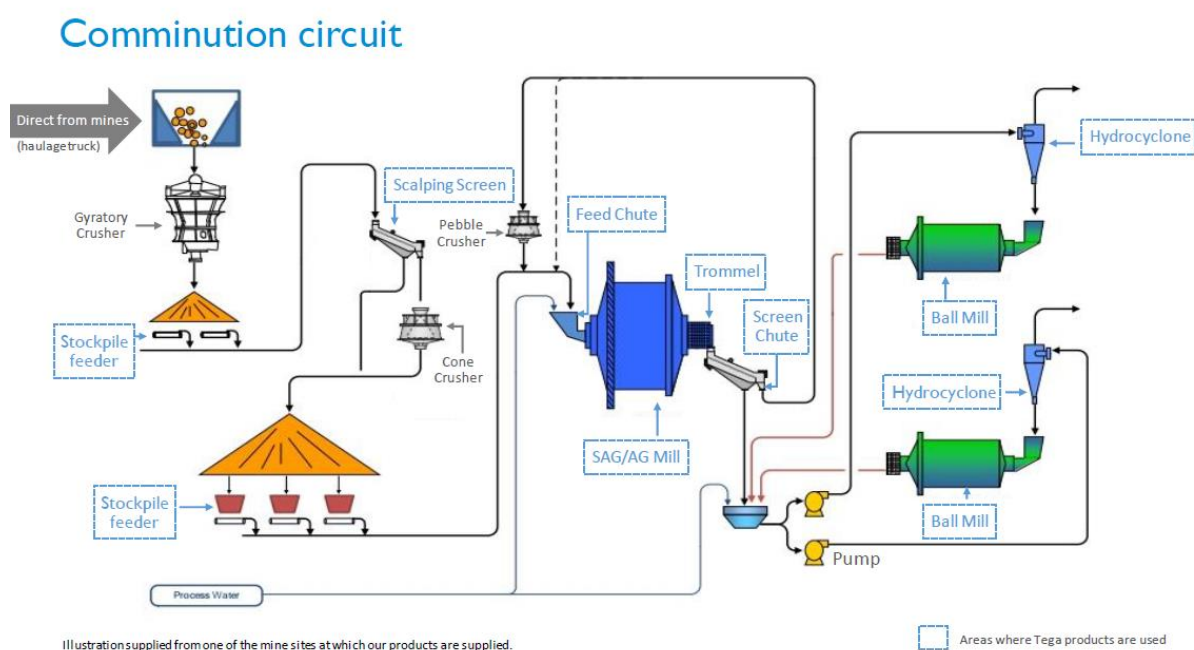 Comminution circuit
Direct from mines
(haulagetruck)
Gyratory
Crusher
Stockpile
feeder
Scalping Screen
Cone
Crusher
Pebble
Crusher
Feed Chute
Trommel
Screen
Chute
SAG/AG Mill
Hydrocyclone
Ball Mill
Hydrocyclone
Ball Mill
Stockpile
feeder
Pump
Process Water
Illustration supplied from one of the mine sites at which our products are supplied.
Areas where Tega products are used